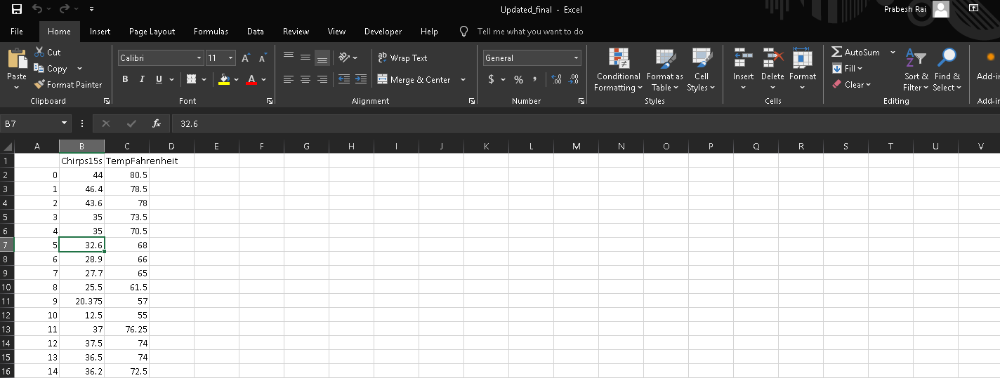 Updated_final - Excel Prabesh Rai
File Home Insert Page Layout Formulas Data Review View Developer Help Tell me what you want to do
Cut Calibri 11 A A Wrap Text General AutoSum
Paste Copy Fill
Format Painter B I U A Merge & Center $ % , .00 .0 Conditional Formatting Format as Table Cell Styles Insert Delete Format Clear Sort & Filter Find & Select Add-in
Clipboard Font Alignment Number Styles Cells Editing Add-in
B7 fx 32.6
A B C D E F G H I J K L M N O P Q R S T U V
1 Chirps15s TempFahrenheit
2 0 44 80.5
3 1 46.4 78.5
4 2 43.6 78
5 3 35 73.5
6 4 35 70.5
7 5 32.6 68
8 6 28.9 66
9 7 27.7 65
10 8 25.5 61.5
11 9 20.375 57
12 10 12.5 55
13 11 37 76.25
14 12 37.5 74
15 13 36.5 74
16 14 36.2 72.5